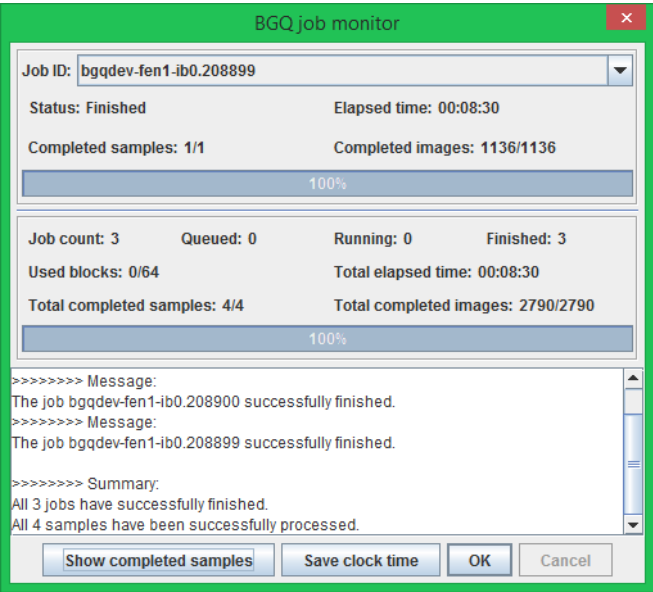 BGQ job monitor
Job ID: bgqdev-fen1-ib0.208899
Status: Finished Elapsed time: 00:08:30
Completed samples: 1/1 Completed images: 1136/1136
100%
Job count: 3 Queued: 0 Running: 0 Finished: 3
Used blocks: 0/64 Total elapsed time: 00:08:30
Total completed samples: 4/4 Total completed images: 2790/2790
100%
>>>>>>>> Message:
The job bgqdev-fen1-ib0.208900 successfully finished.
>>>>>>>> Message:
The job bgqdev-fen1-ib0.208899 successfully finished.
>>>>>>>> Summary:
All 3 jobs have successfully finished.
All 4 samples have been successfully processed.
Show completed samples Save clock time OK Cancel